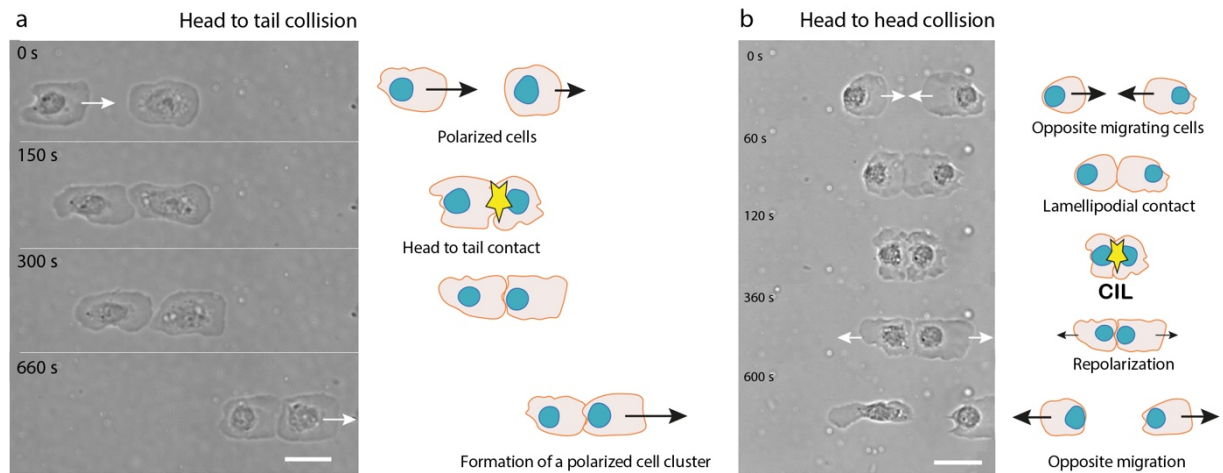 a
Head to tail collision
0 s
150 s
300 s
660 s
Polarized cells
Head to tail contact
Formation of a polarized cell cluster
b
Head to head collision
0 s
60 s
120 s
360 s
600 s
Opposite migrating cells
Lamellipodial contact
CIL
Repolarization
Opposite migration